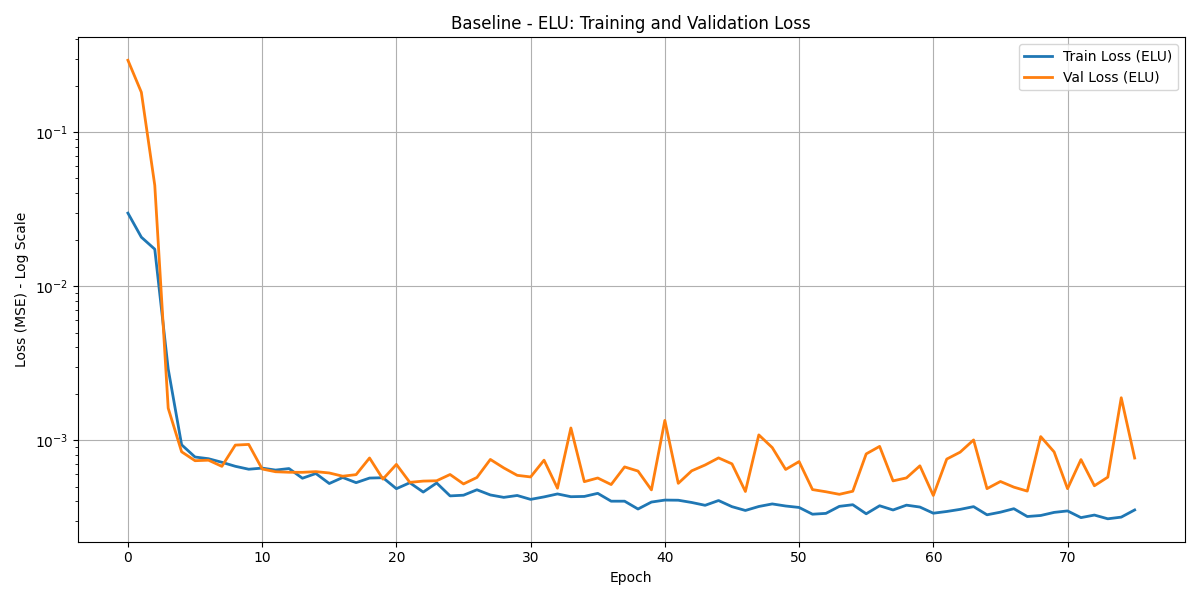 Baseline - ELU: Training and Validation Loss
Train Loss (ELU)
Val Loss (ELU)
Loss (MSE) - Log Scale
10⁻¹
10⁻²
10⁻³
0 10 20 30 40 50 60 70
Epoch